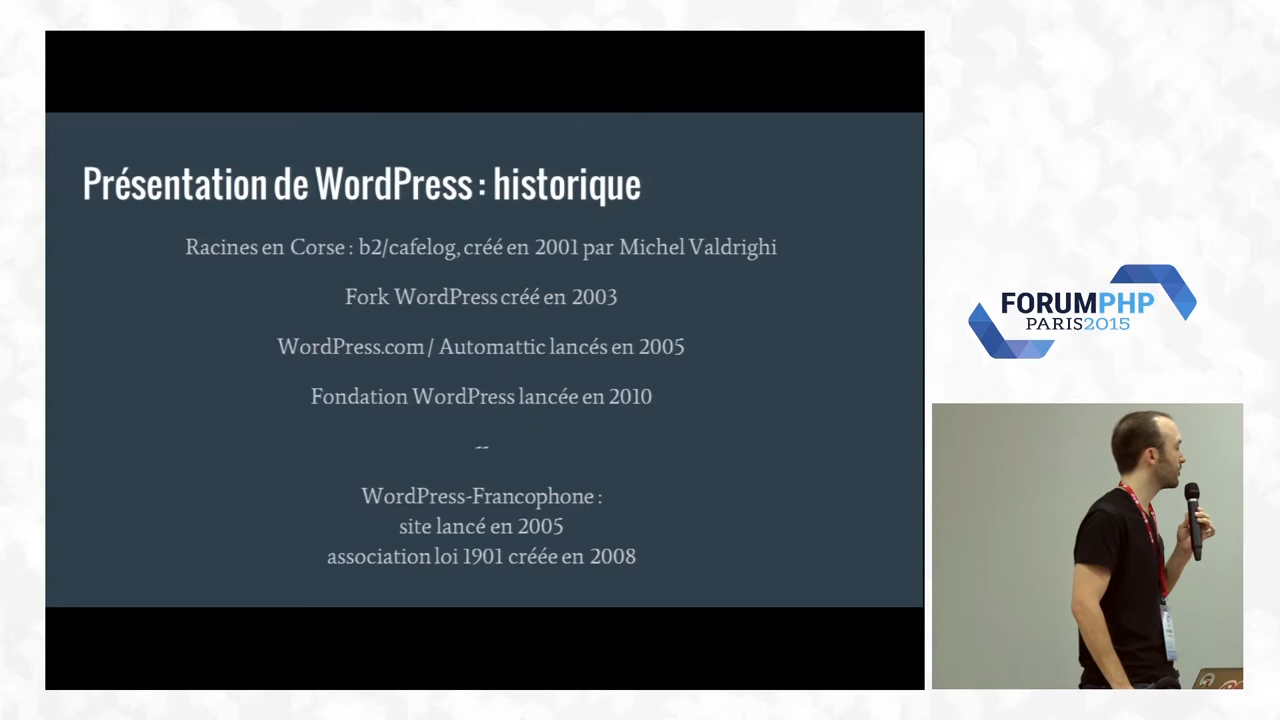 Présentation de WordPress : historique
Racines en Corse : b2/cafelog, créé en 2001 par Michel Valdrighi
Fork WordPress créé en 2003
WordPress.com / Automattic lancés en 2005
Fondation WordPress lancée en 2010
--
WordPress-Francophone :
site lancé en 2005
association loi 1901 créée en 2008
FORUMPHP
PARIS2015